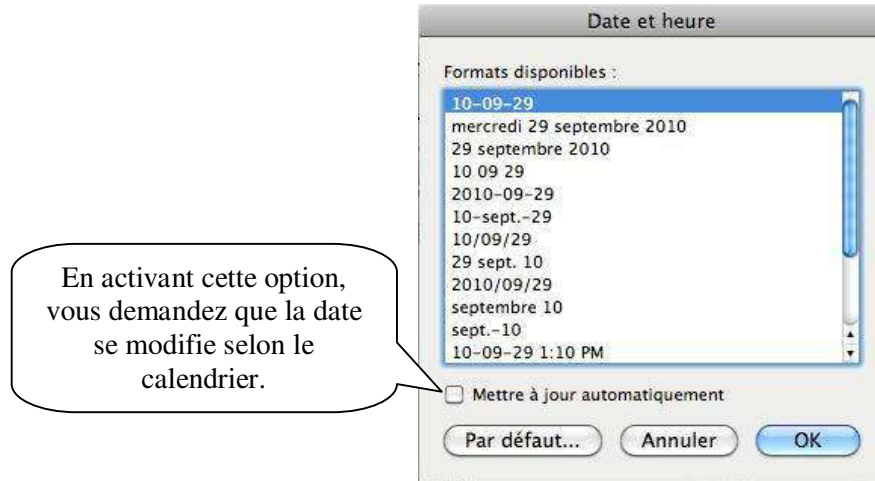 Date et heure
Formats disponibles :
10-09-29
mercredi 29 septembre 2010
29 septembre 2010
10 09 29
2010-09-29
10-sept.-29
10/09/29
29 sept. 10
2010/09/29
septembre 10
sept.-10
10-09-29 1:10 PM
En activant cette option,
vous demandez que la date
se modifie selon le
calendrier.
Mettre à jour automatiquement
Par défaut...
Annuler
OK